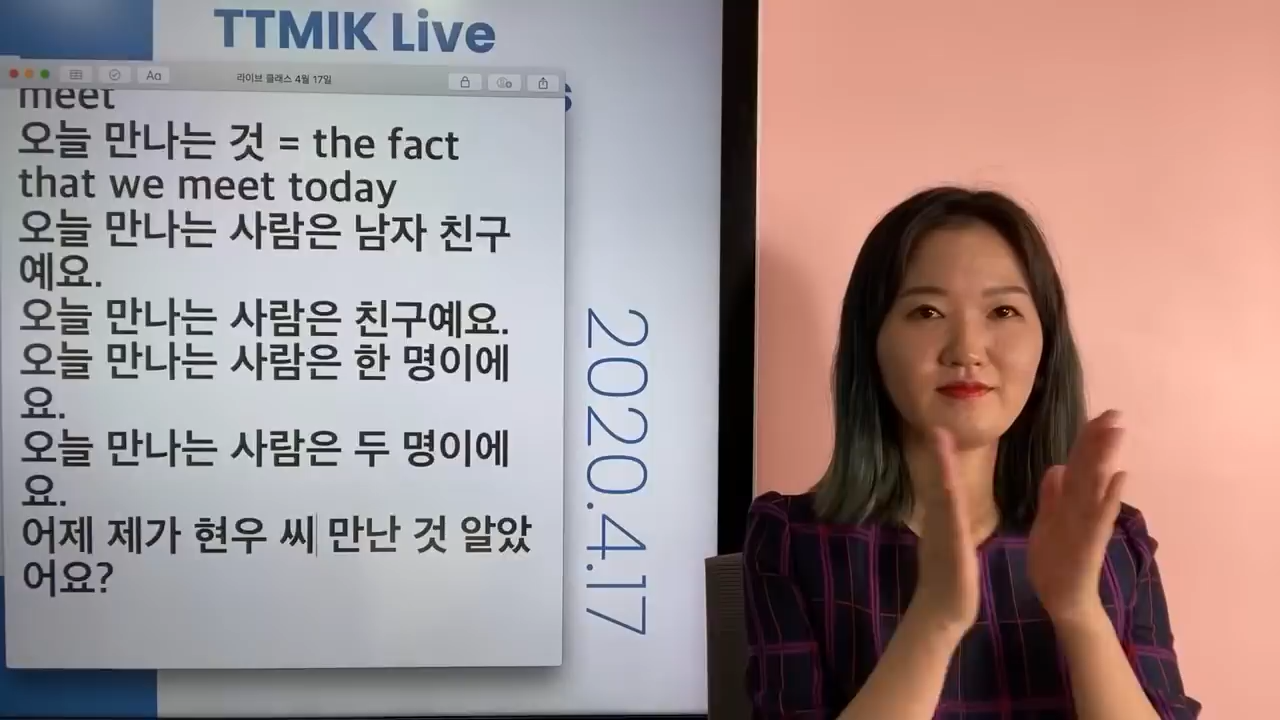 TTMIK Live
Aa
라이브 클래스 4월 17일
meet
오늘 만나는 것 = the fact
that we meet today
오늘 만나는 사람은 남자 친구
예요.
오늘 만나는 사람은 친구예요.
오늘 만나는 사람은 한 명이에
요.
오늘 만나는 사람은 두 명이에
요.
어제 제가 현우 씨 만난 것 알았
어요?
2020.4.17